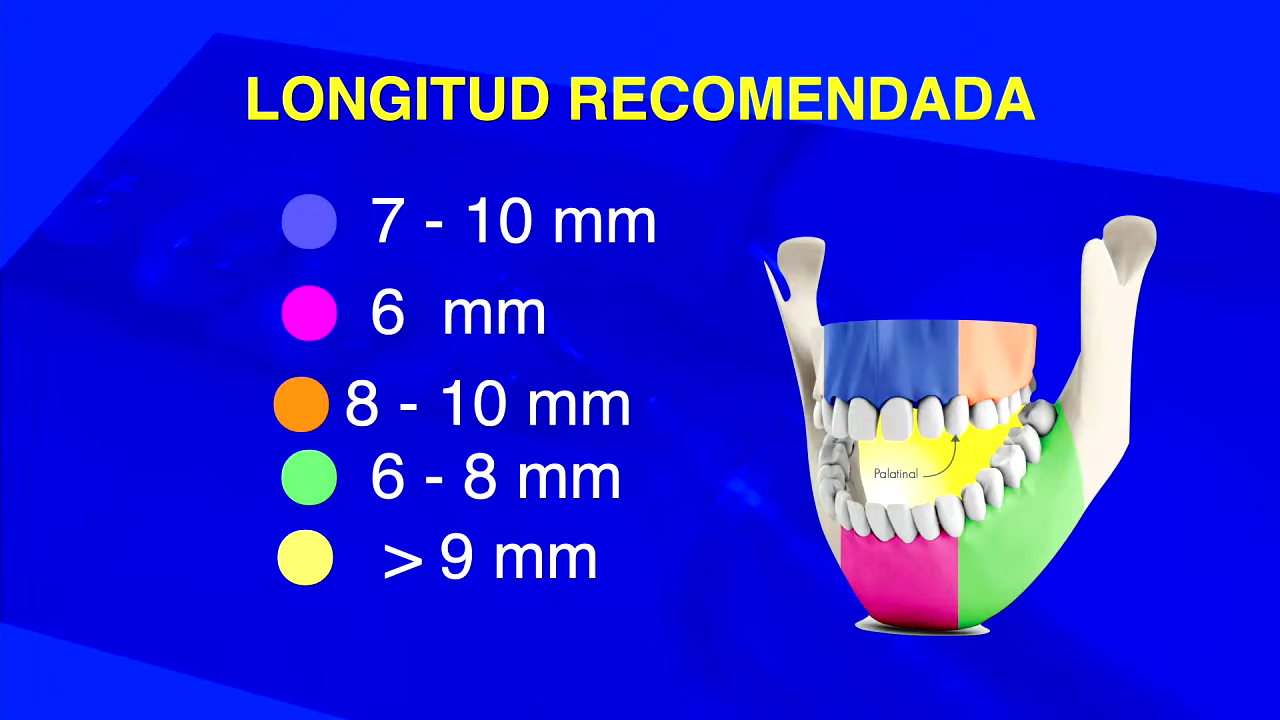 LONGITUD RECOMENDADA
7 - 10 mm
6 mm
8 - 10 mm
6 - 8 mm
> 9 mm
Palatinal